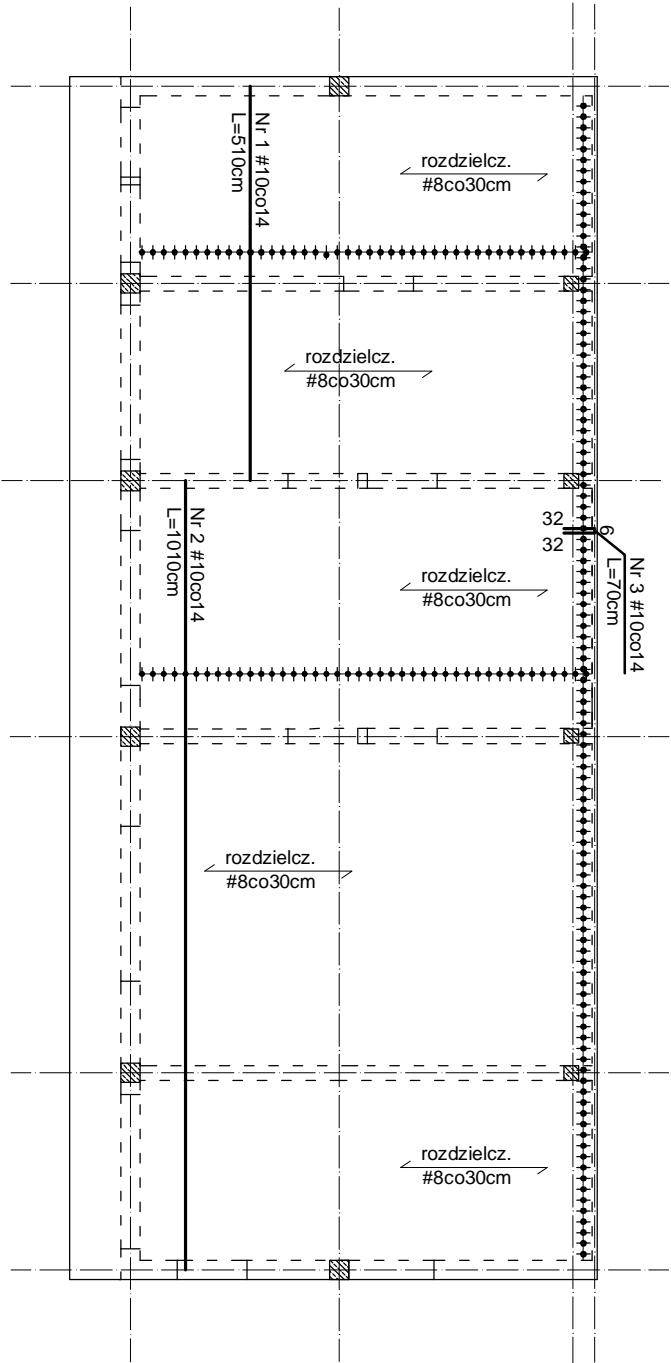 Nr 1 #10co14
L=510cm
rozdzielcz.
#8co30cm
rozdzielcz.
#8co30cm
Nr 2 #10co14
L=1010cm
32
32
6
Nr 3 #10co14
L=70cm
rozdzielcz.
#8co30cm
rozdzielcz.
#8co30cm
rozdzielcz.
#8co30cm